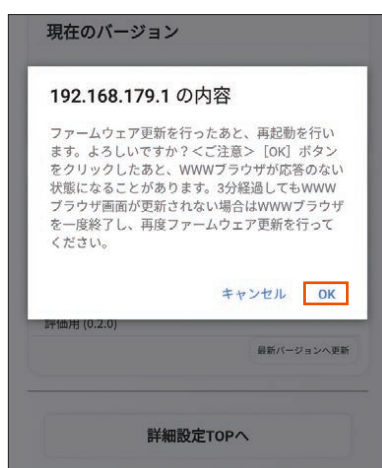 現在のバージョン
192.168.179.1 の内容
ファームウェア更新を行ったあと、再起動を行い
ます。よろしいですか？<ご注意>［OK］ボタン
をクリックしたあと、WWWブラウザが応答のない
状態になることがあります。3分経過してもWWW
ブラウザ画面が更新されない場合はWWWブラウザ
を一度終了し、再度ファームウェア更新を行って
ください。
キャンセル OK
評価用 (0.2.0)
最新バージョンへ更新
詳細設定TOPへ